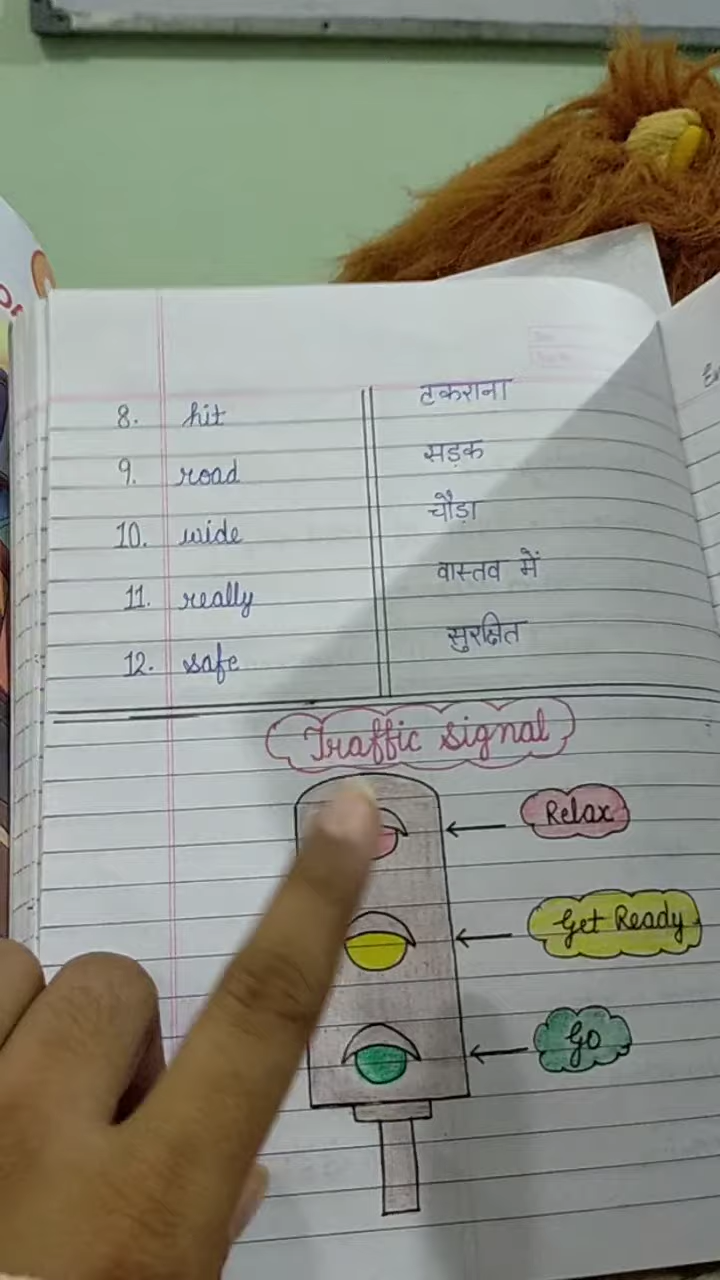 8. hit टकराना
9. road सड़क
10. wide चौड़ा
11. really वास्तव में
12. safe सुरक्षित
Traffic signal
Relax
Get Ready
Go